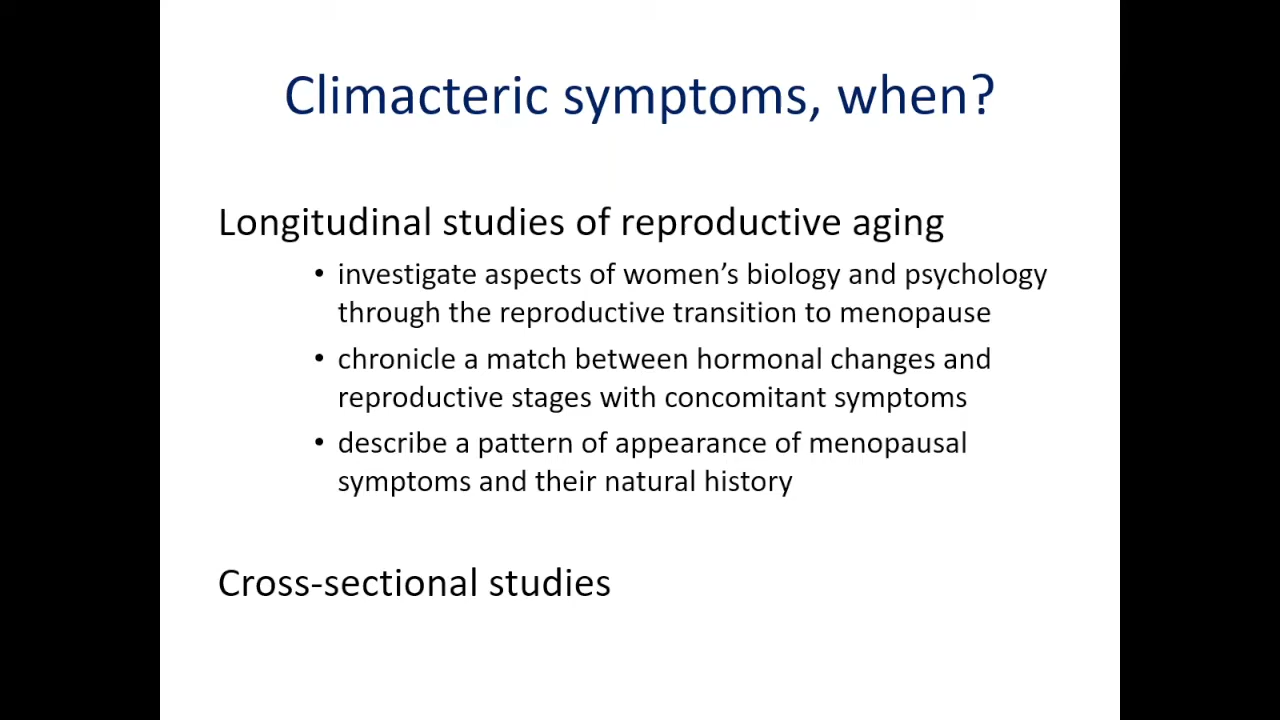 Climacteric symptoms, when?
Longitudinal studies of reproductive aging
• investigate aspects of women’s biology and psychology
through the reproductive transition to menopause
• chronicle a match between hormonal changes and
reproductive stages with concomitant symptoms
• describe a pattern of appearance of menopausal
symptoms and their natural history
Cross-sectional studies